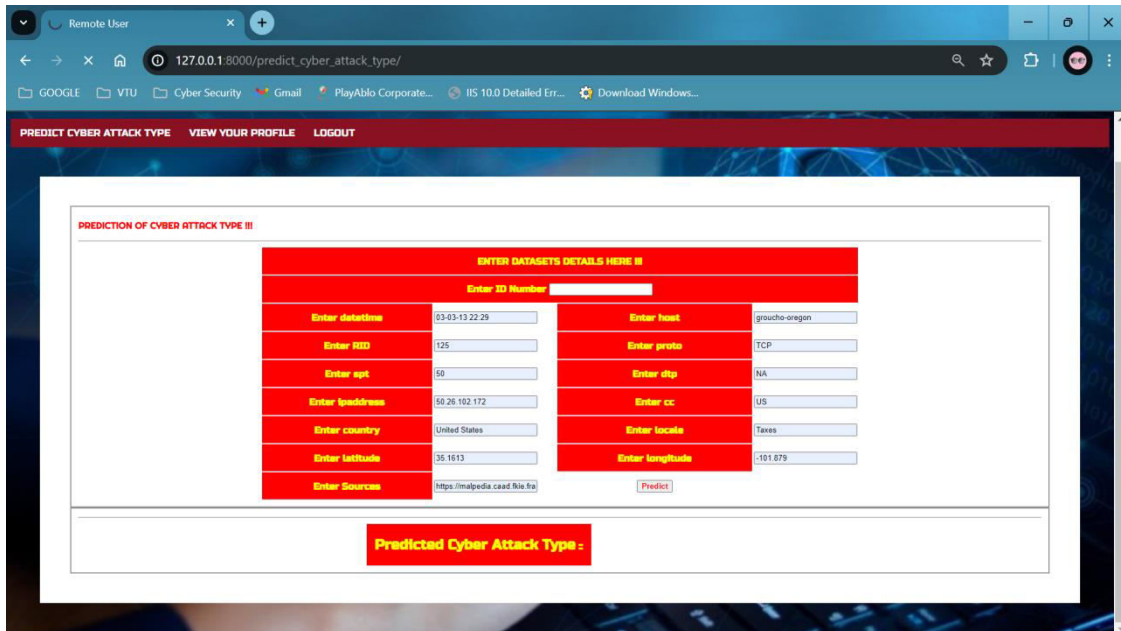 Remote User
127.0.0.1:8000/predict_cyber_attack_type/
GOOGLE VTU Cyber Security Gmail PlayAblo Corporate... IIS 10.0 Detailed Err... Download Windows...
PREDICT CYBER ATTACK TYPE VIEW YOUR PROFILE LOGOUT
PREDICTION OF CYBER ATTACK TYPE !!!
ENTER DATASETS DETAILS HERE !!!
Enter ID Number
Enter datetime 03-03-13 22:29 Enter host groucho-oregon
Enter RID 125 Enter proto TCP
Enter spt 50 Enter dtp NA
Enter ipaddress 50.26.102.172 Enter cc US
Enter country United States Enter locale Taxes
Enter latitude 35.1613 Enter longitude -101.879
Enter Sources https://malpedia.caad.fkie.fra Predict
Predicted Cyber Attack Type :